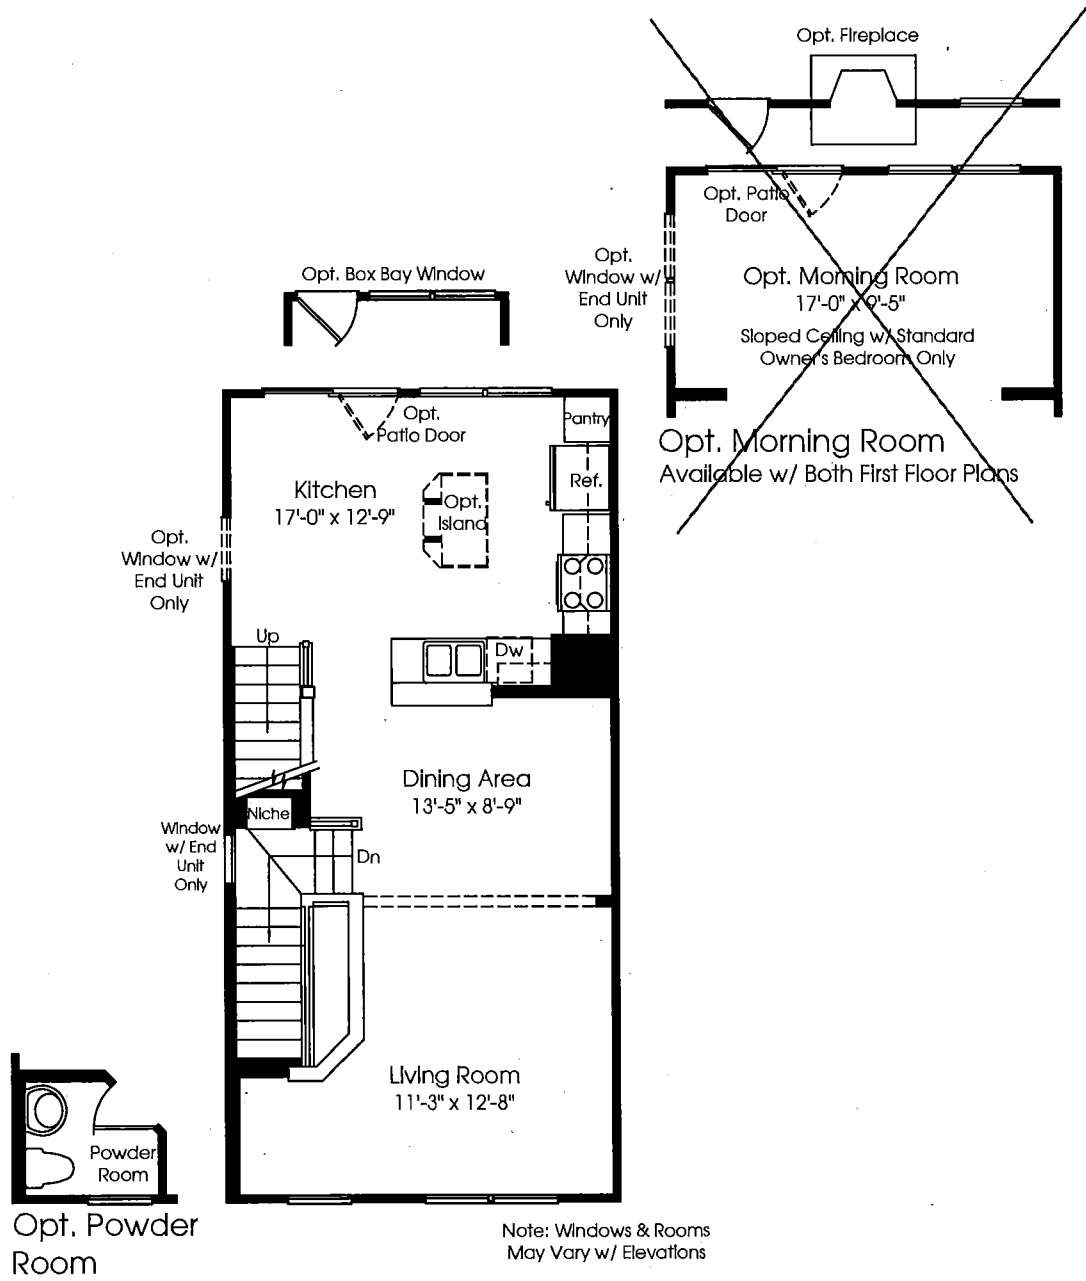 Opt. Fireplace
Opt. Patio
Door
Opt.
Window w/
End Unit
Only
Opt. Morning Room
17'-0" x 9'-5"
Sloped Ceiling w/ Standard
Owner's Bedroom Only
Opt. Morning Room
Available w/ Both First Floor Plans
Opt. Box Bay Window
Opt.
Patio Door
Pantry
Ref.
Kitchen
17'-0" x 12'-9"
Opt.
Island
Opt.
Window w/
End Unit
Only
Up
Dw
Dining Area
13'-5" x 8'-9"
Niche
Window
w/ End
Unit
Only
Dn
Living Room
11'-3" x 12'-8"
Powder
Room
Opt. Powder
Room
Note: Windows & Rooms
May Vary w/ Elevations